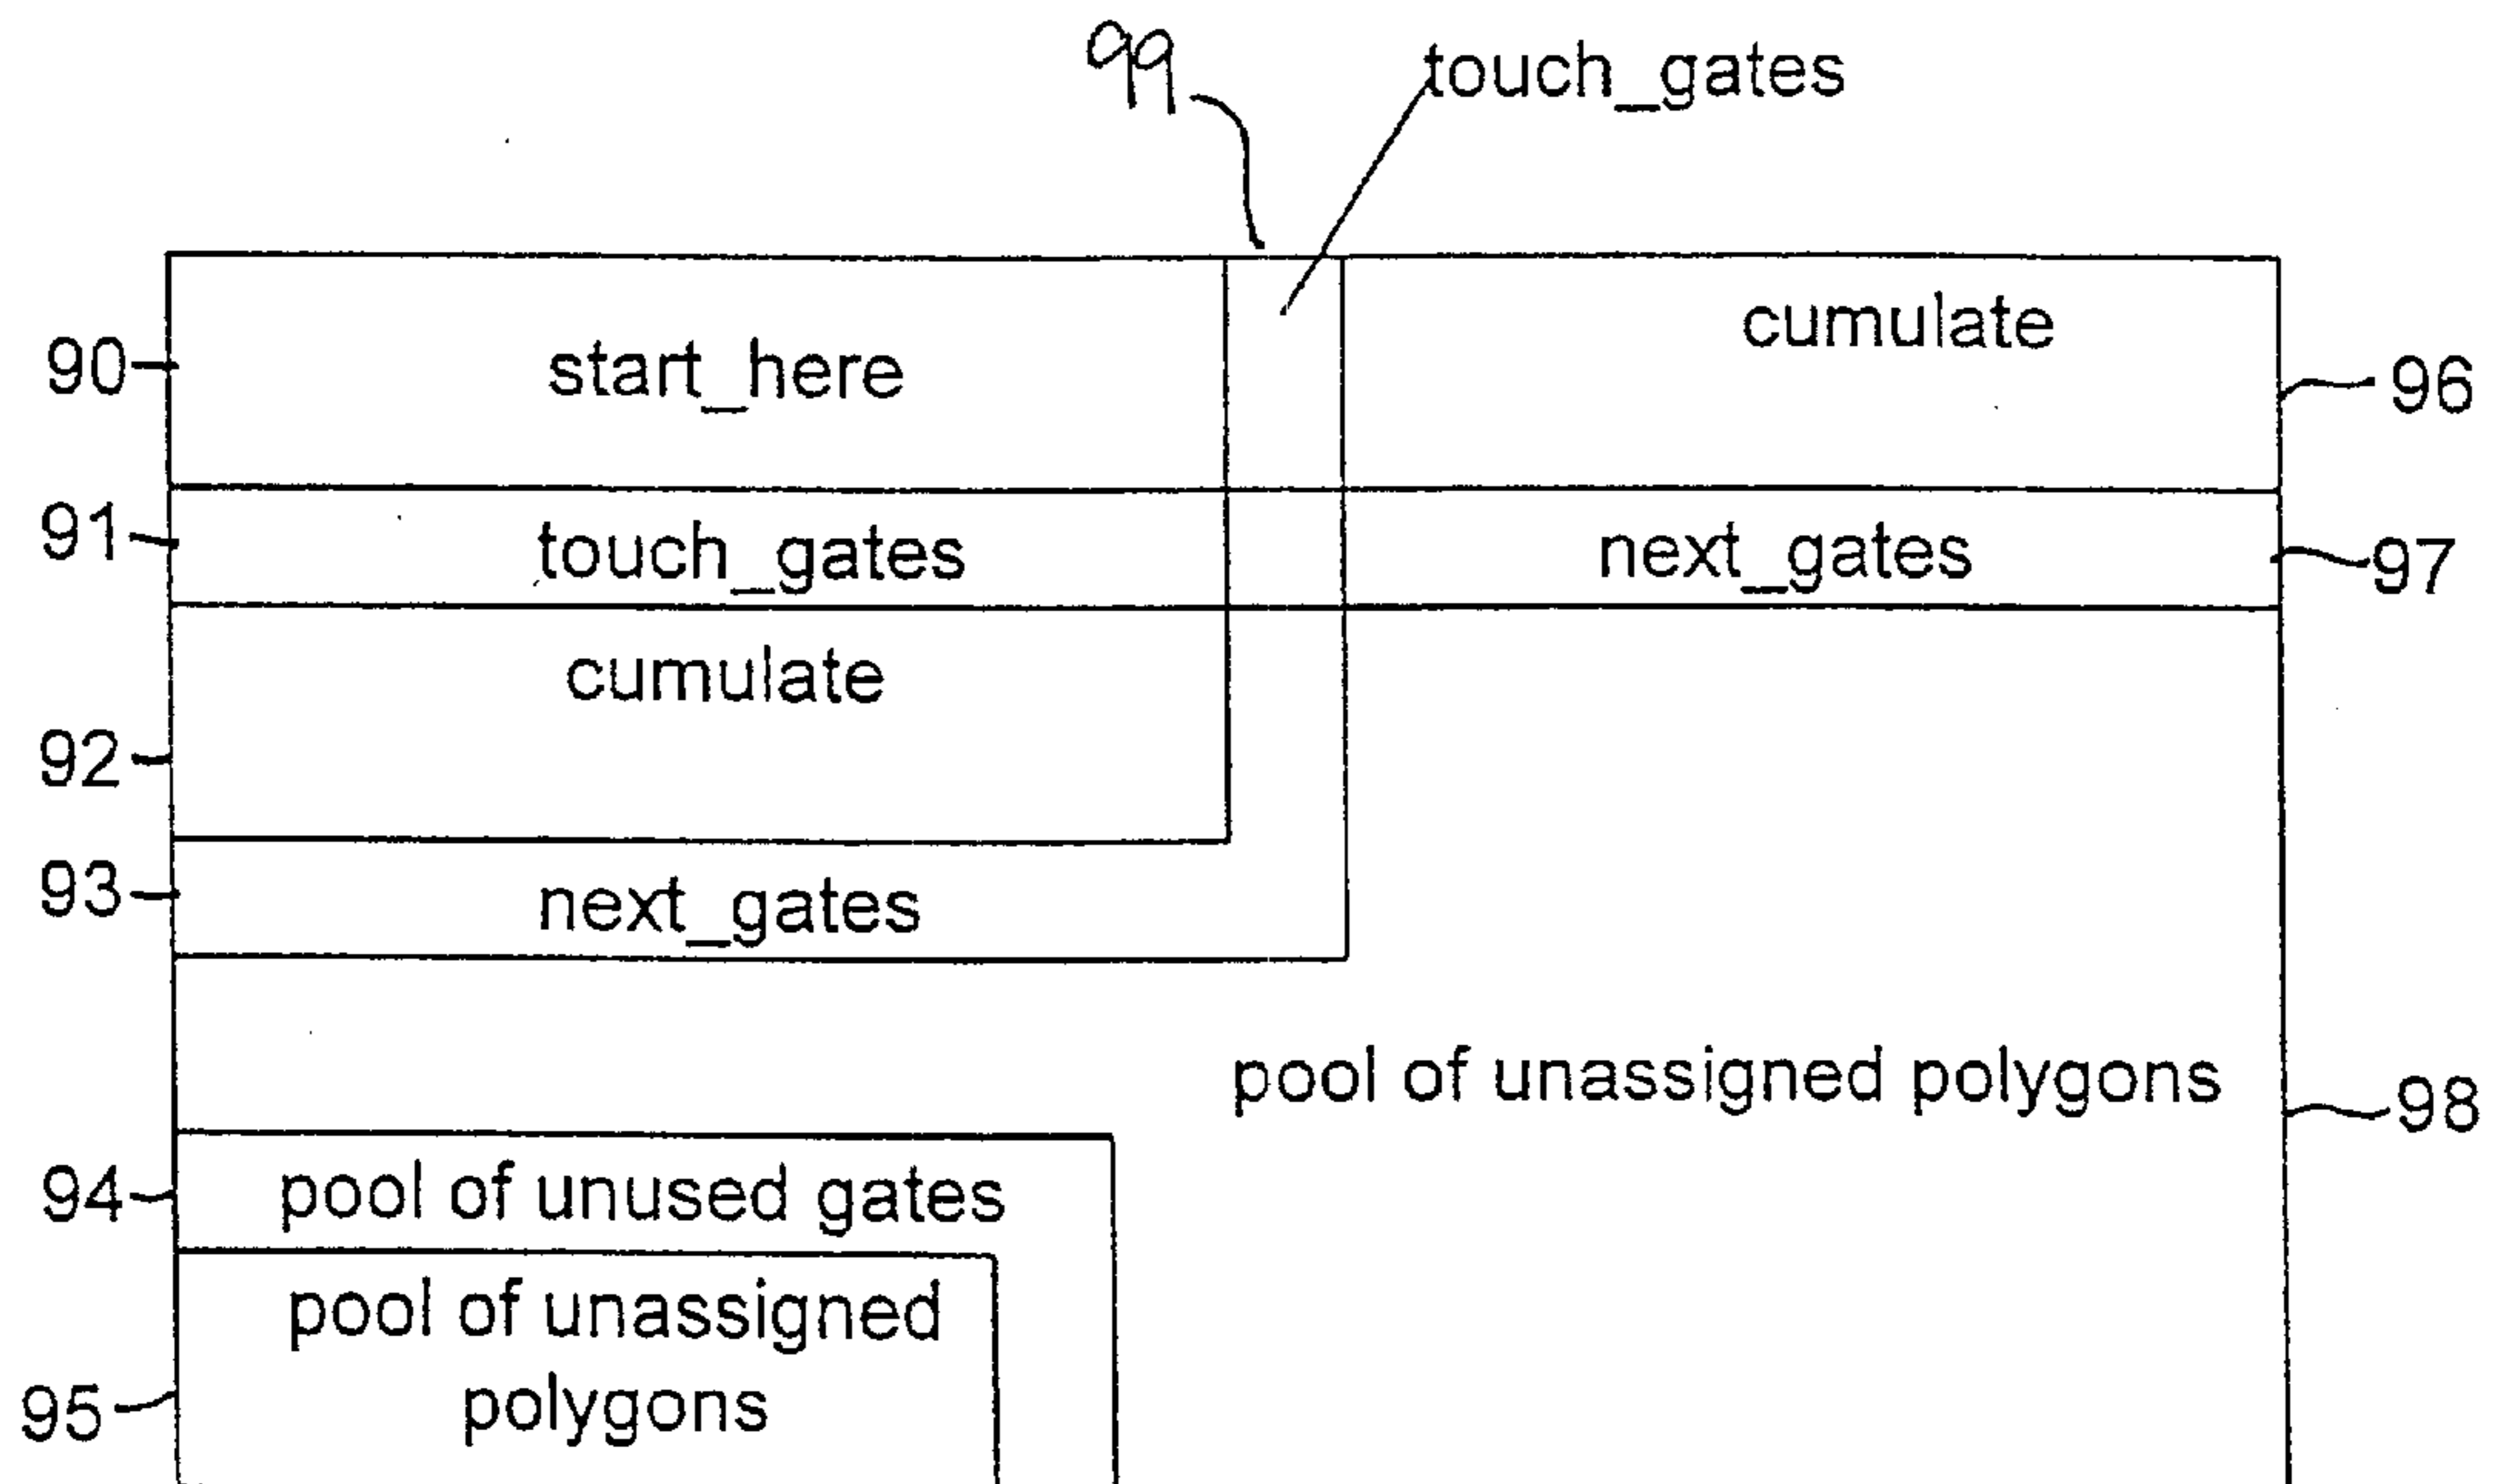 99
touch_gates
90
start_here
cumulate
96
91
touch_gates
next_gates
97
92
cumulate
93
next_gates
pool of unassigned polygons
98
94
pool of unused gates
pool of unassigned
polygons
95